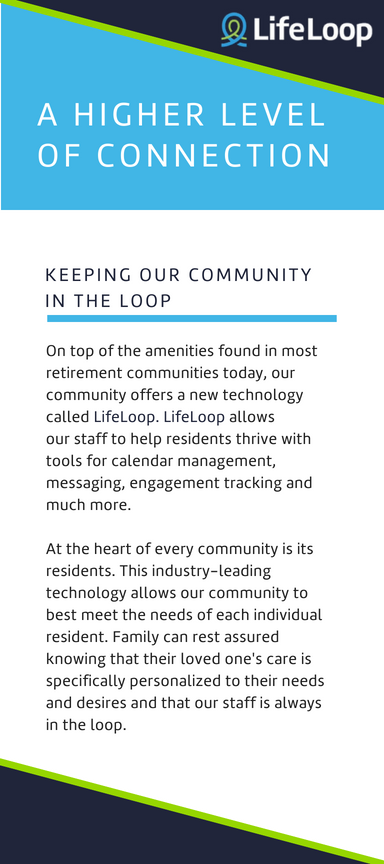 LifeLoop
A HIGHER LEVEL
OF CONNECTION
KEEPING OUR COMMUNITY
IN THE LOOP
On top of the amenities found in most
retirement communities today, our
community offers a new technology
called LifeLoop. LifeLoop allows
our staff to help residents thrive with
tools for calendar management,
messaging, engagement tracking and
much more.
At the heart of every community is its
residents. This industry-leading
technology allows our community to
best meet the needs of each individual
resident. Family can rest assured
knowing that their loved one's care is
specifically personalized to their needs
and desires and that our staff is always
in the loop.